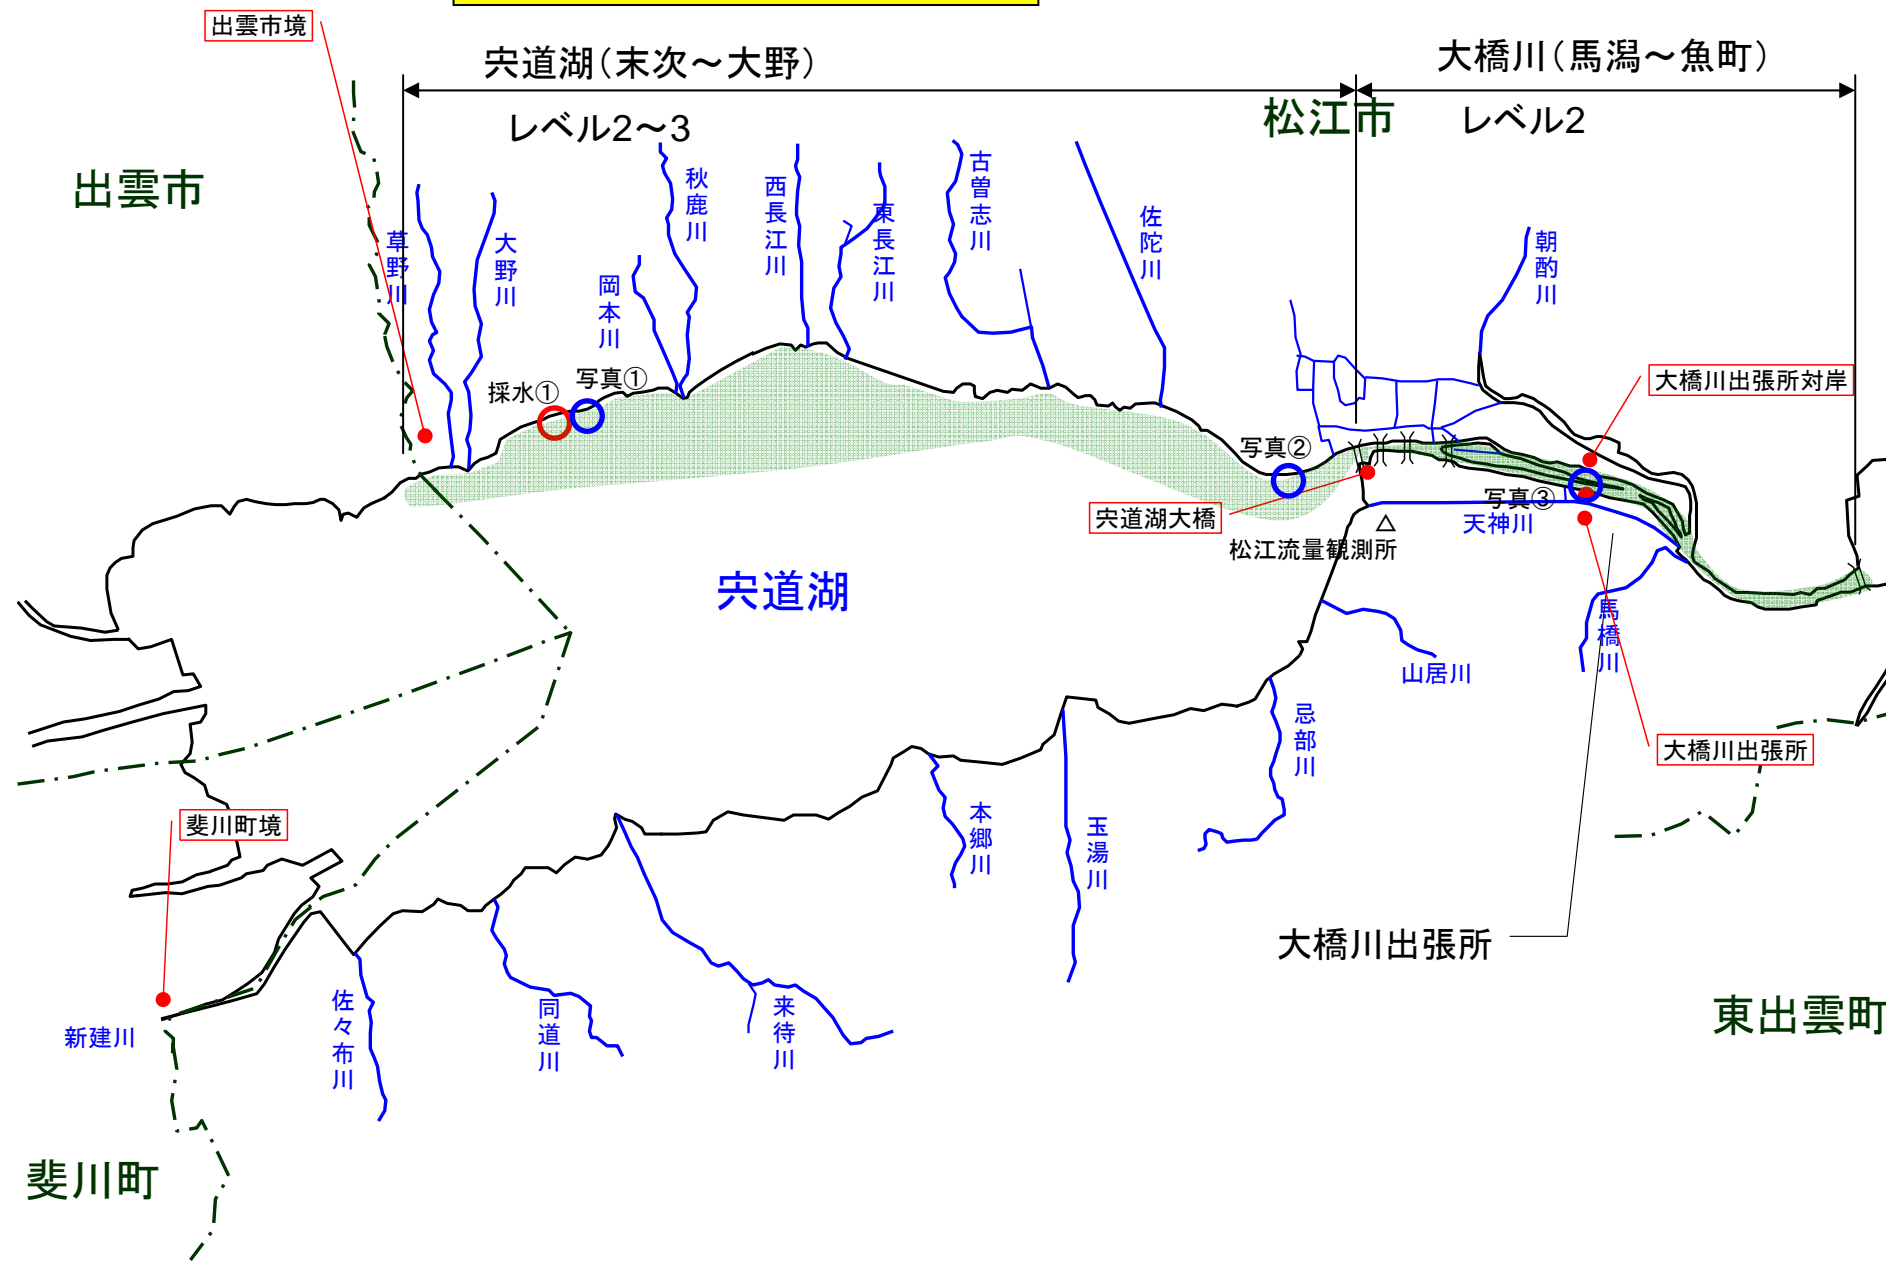 出雲市境
宍道湖（末次～大野）
大橋川（馬潟～魚町）
レベル2～3
松江市
レベル2
出雲市
草野川
大野川
岡本川
秋鹿川
西長江川
東長江川
古曽志川
佐陀川
朝酌川
採水①
写真①
大橋川出張所対岸
写真②
宍道湖大橋
写真③
天神川
松江流量観測所
宍道湖
馬橋川
山居川
忌部川
大橋川出張所
斐川町境
本郷川
玉湯川
大橋川出張所
新建川
佐々布川
同道川
来待川
東出雲町
斐川町